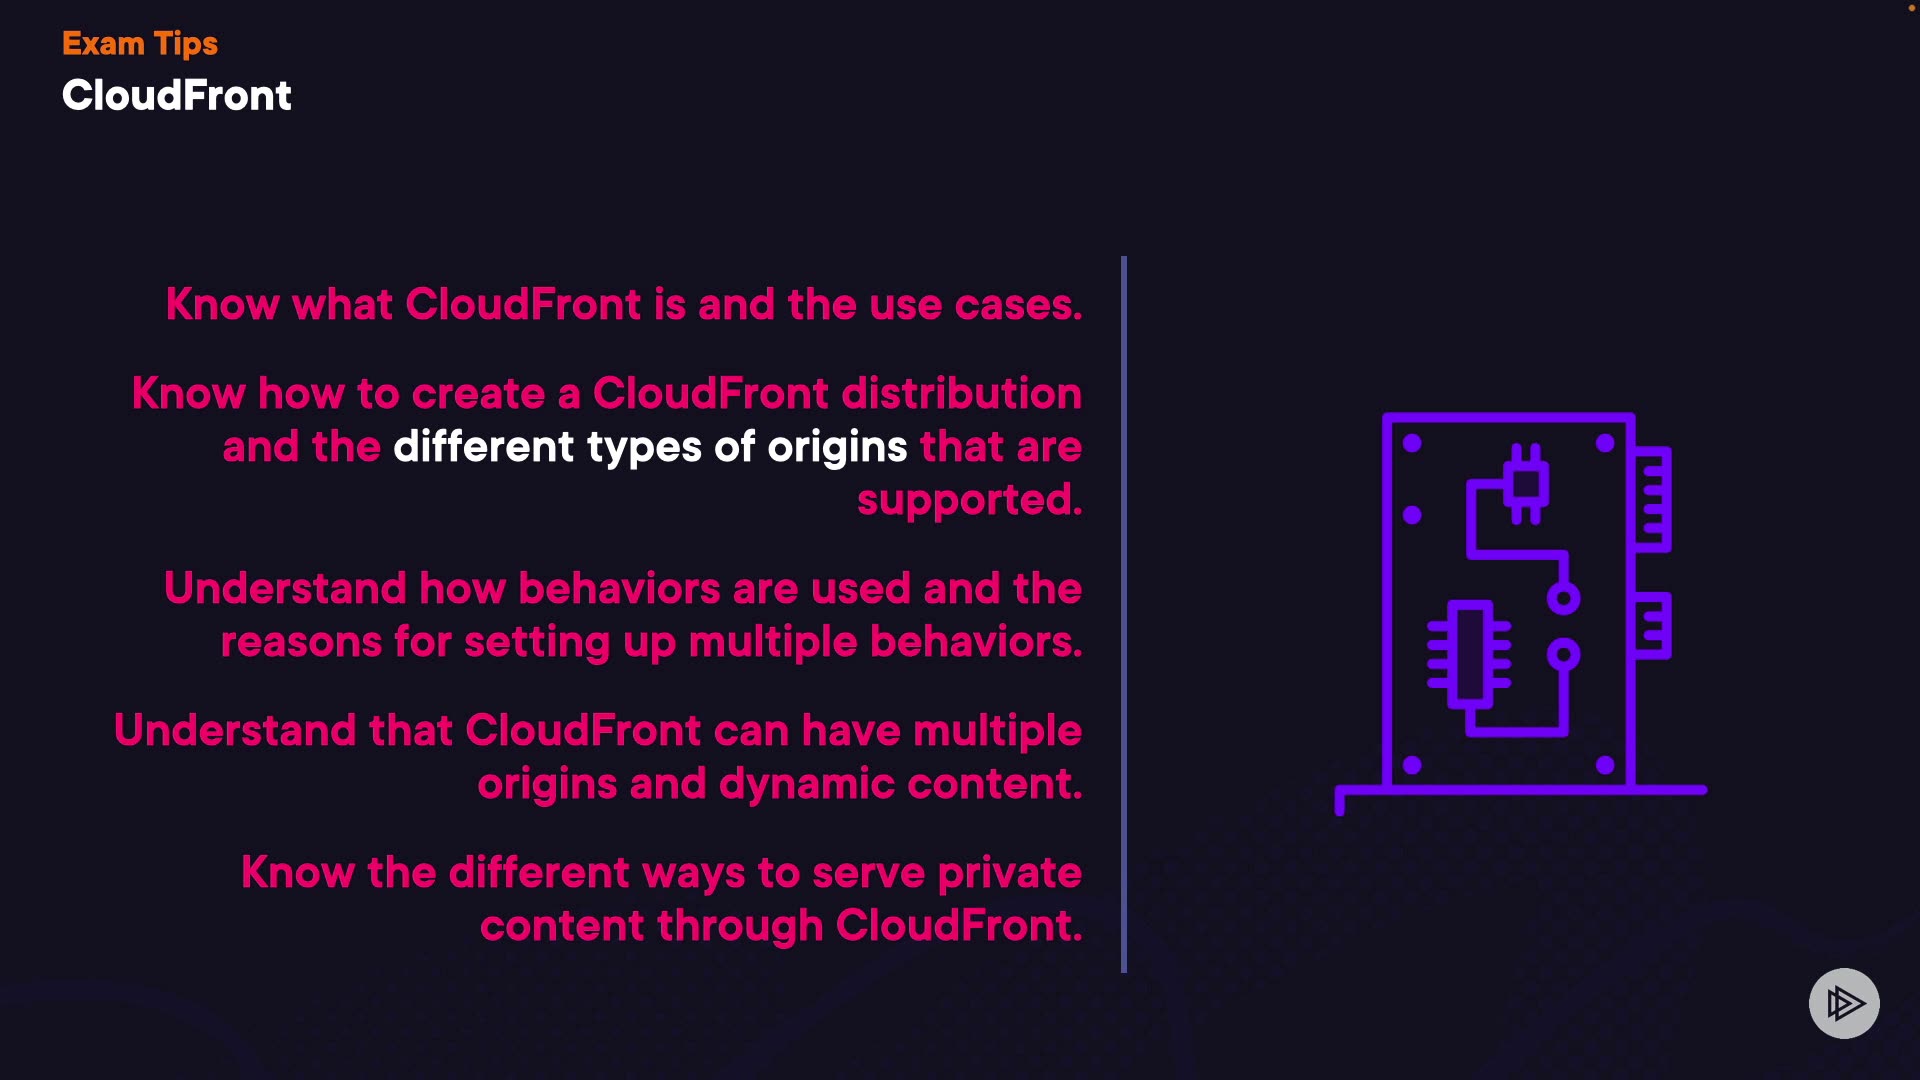 Exam Tips
CloudFront
Know what CloudFront is and the use cases.
Know how to create a CloudFront distribution
and the different types of origins that are
supported.
Understand how behaviors are used and the
reasons for setting up multiple behaviors.
Understand that CloudFront can have multiple
origins and dynamic content.
Know the different ways to serve private
content through CloudFront.